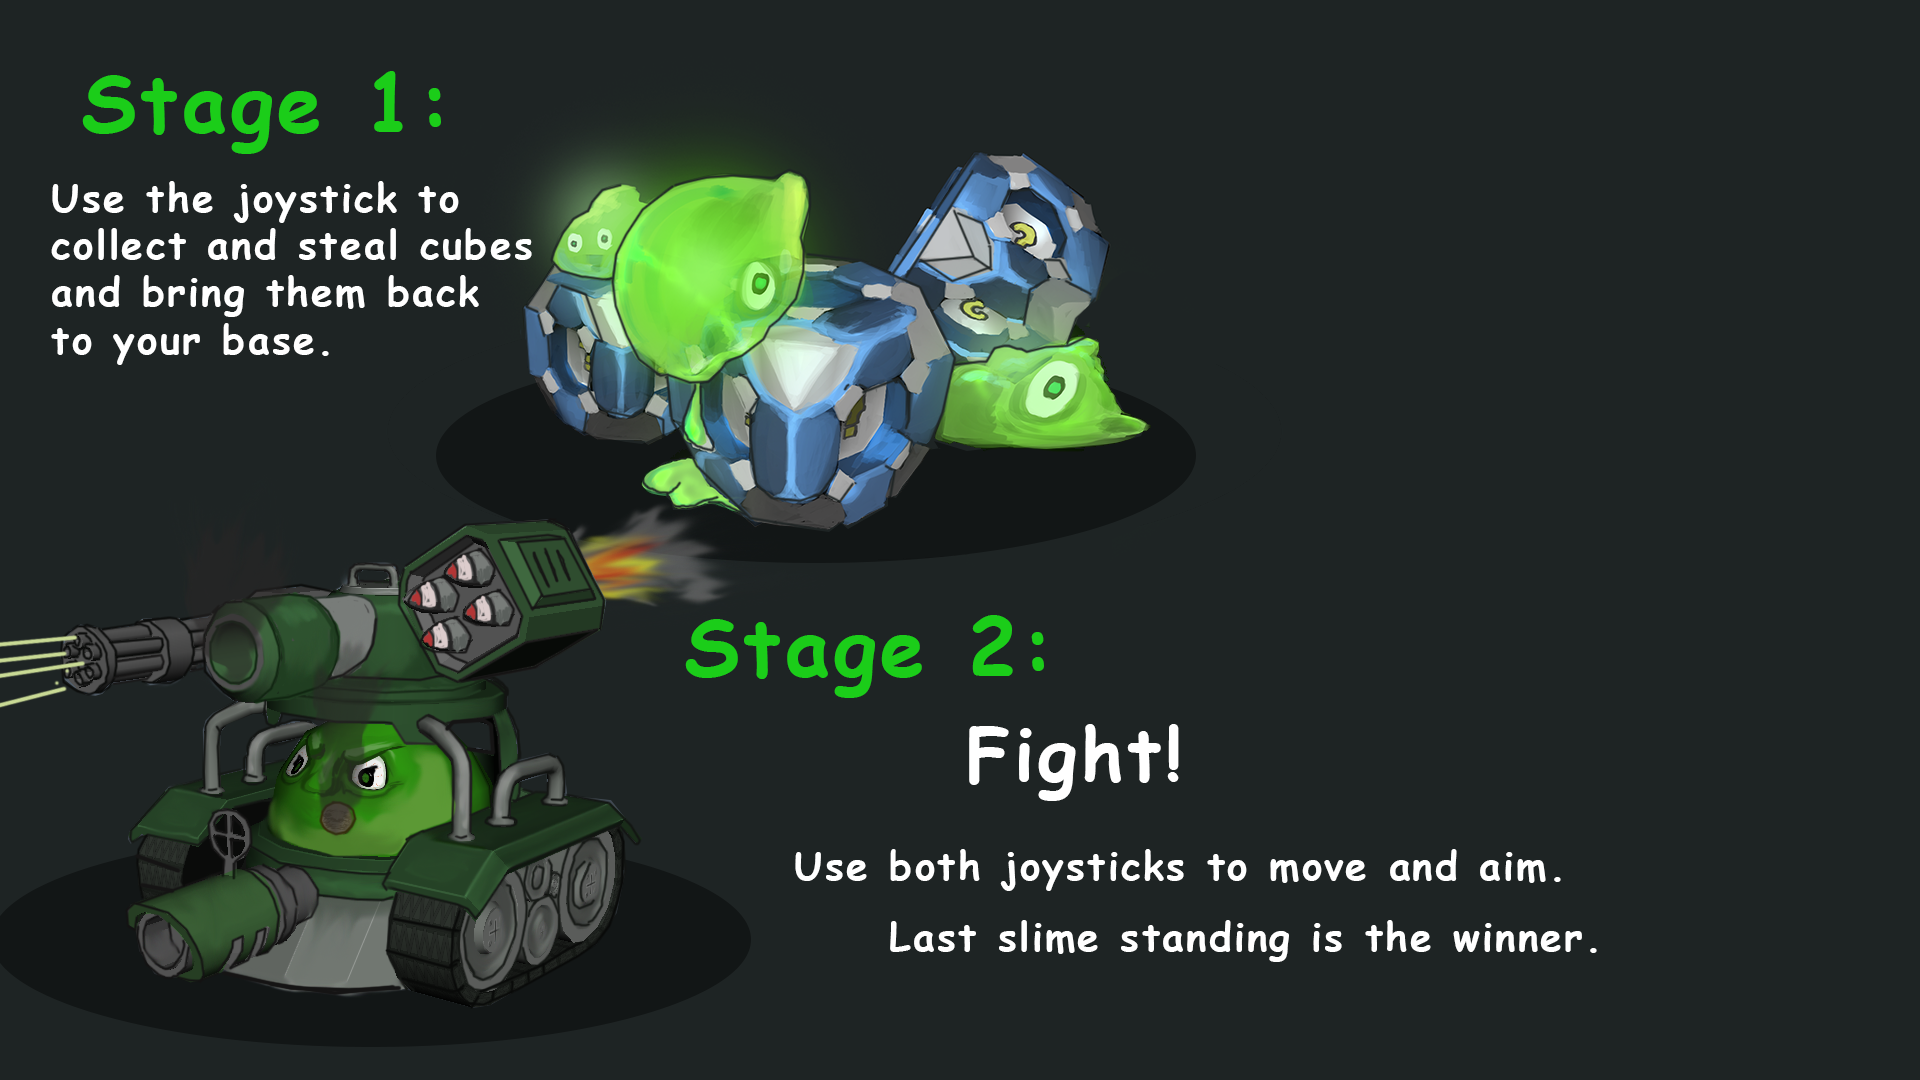 Stage 1:
Use the joystick to
collect and steal cubes
and bring them back
to your base.
Stage 2:
Fight!
Use both joysticks to move and aim.
Last slime standing is the winner.